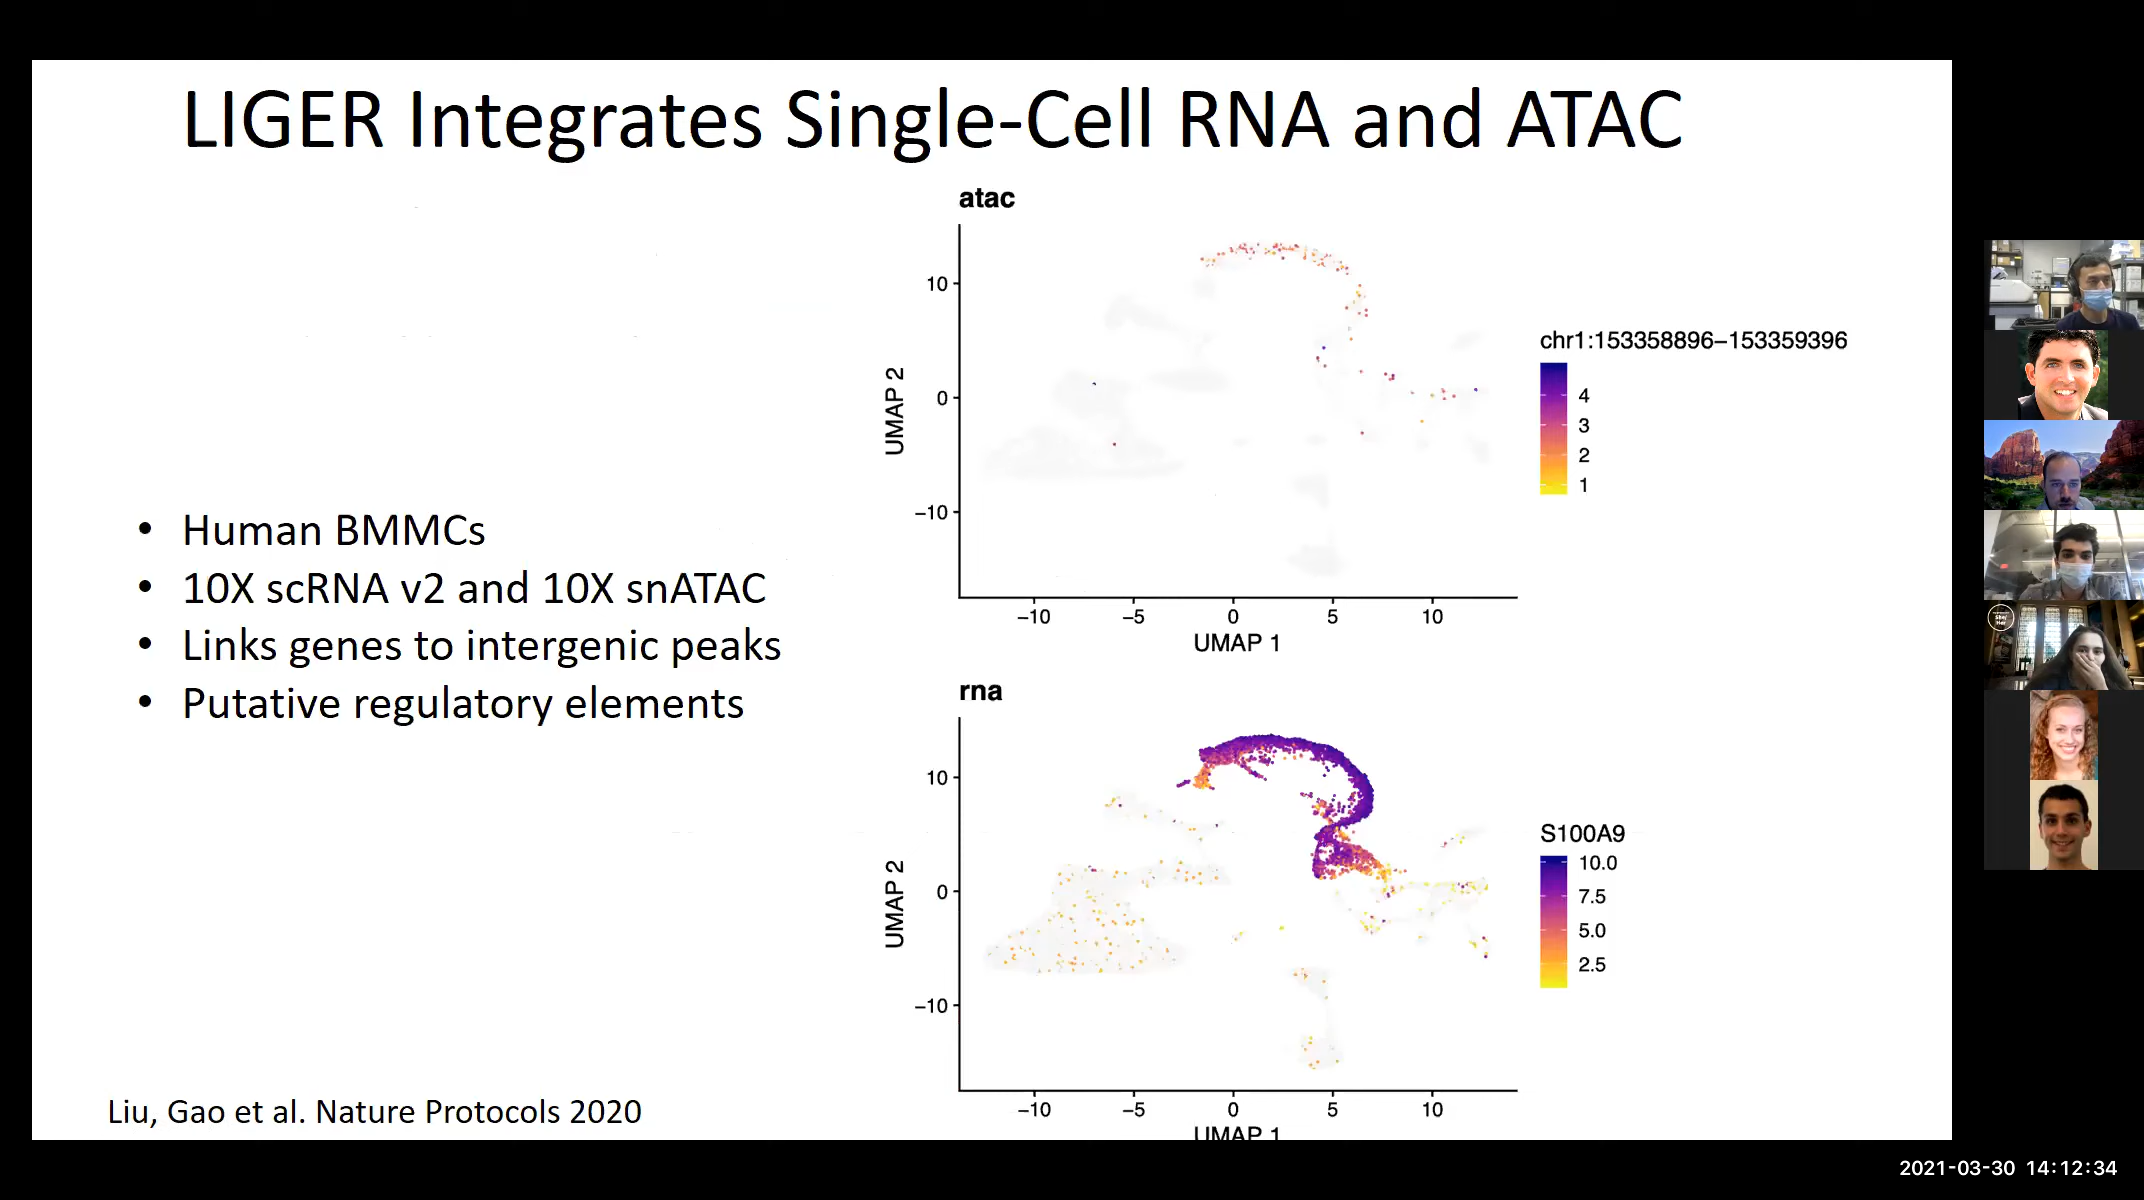 LIGER Integrates Single-Cell RNA and ATAC
• Human BMMCs
• 10X scRNA v2 and 10X snATAC
• Links genes to intergenic peaks
• Putative regulatory elements
Liu, Gao et al. Nature Protocols 2020
atac
UMAP 2
10
0
−10
−10 −5 0 5 10
UMAP 1
chr1:153358896−153359396
4
3
2
1
rna
UMAP 2
10
0
−10
−10 −5 0 5 10
UMAP 1
S100A9
10.0
7.5
5.0
2.5
2021-03-30 14:12:34